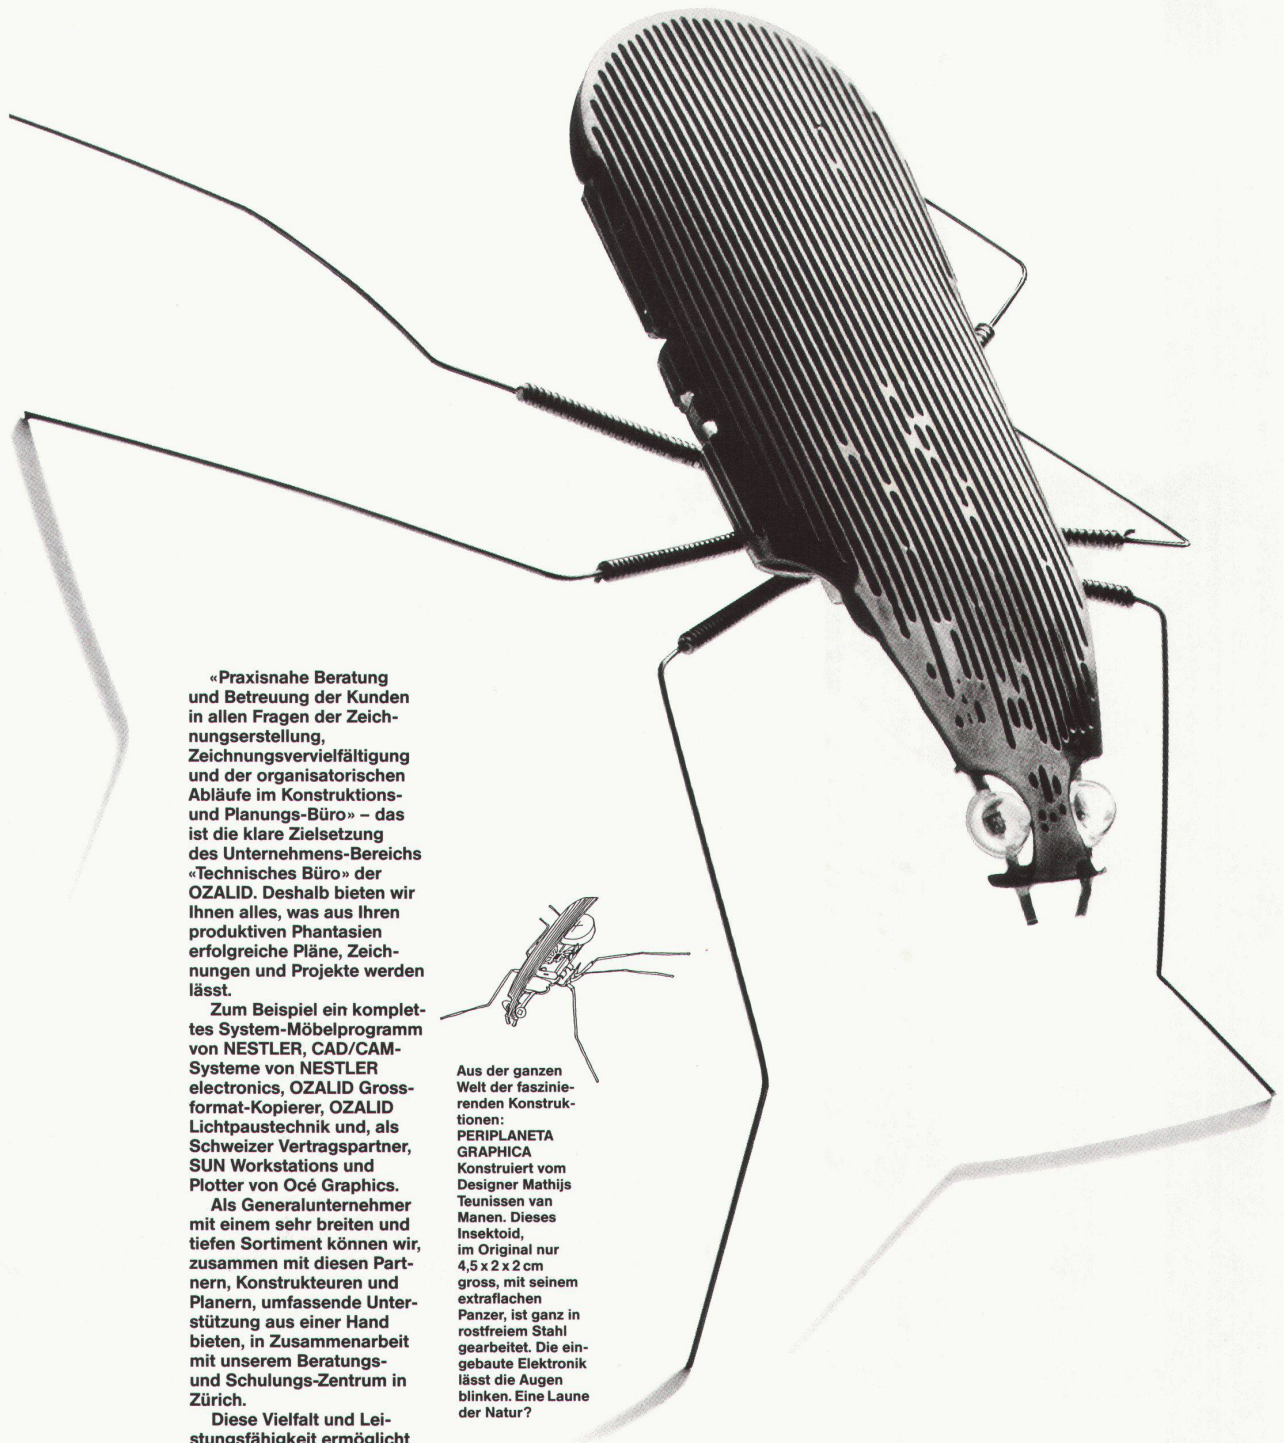 «Praxisnahe Beratung
und Betreuung der Kunden
in allen Fragen der Zeich-
nungserstellung,
Zeichnungsvervielfältigung
und der organisatorischen
Abläufe im Konstruktions-
und Planungs-Büro» – das
ist die klare Zielsetzung
des Unternehmens-Bereichs
«Technisches Büro» der
OZALID. Deshalb bieten wir
Ihnen alles, was aus Ihren
produktiven Phantasien
erfolgreiche Pläne, Zeich-
nungen und Projekte werden
lässt.
Zum Beispiel ein komplet-
tes System-Möbelprogramm
von NESTLER, CAD/CAM-
Systeme von NESTLER
electronics, OZALID Gross-
format-Kopierer, OZALID
Lichtpaustechnik und, als
Schweizer Vertragspartner,
SUN Workstations und
Plotter von Océ Graphics.
Als Generalunternehmer
mit einem sehr breiten und
tiefen Sortiment können wir,
zusammen mit diesen Part-
nern, Konstrukteuren und
Planern, umfassende Unter-
stützung aus einer Hand
bieten, in Zusammenarbeit
mit unserem Beratungs-
und Schulungs-Zentrum in
Zürich.
Diese Vielfalt und Lei-
stungsfähigkeit ermöglicht
Aus der ganzen
Welt der faszinie-
renden Konstruk-
tionen:
PERIPLANETA
GRAPHICA
Konstruiert vom
Designer Mathijs
Teunissen van
Manen. Dieses
Insektoid,
im Original nur
4,5 x 2 x 2 cm
gross, mit seinem
extraflachen
Panzer, ist ganz in
rostfreiem Stahl
gearbeitet. Die ein-
gebaute Elektronik
lässt die Augen
blinken. Eine Laune
der Natur?